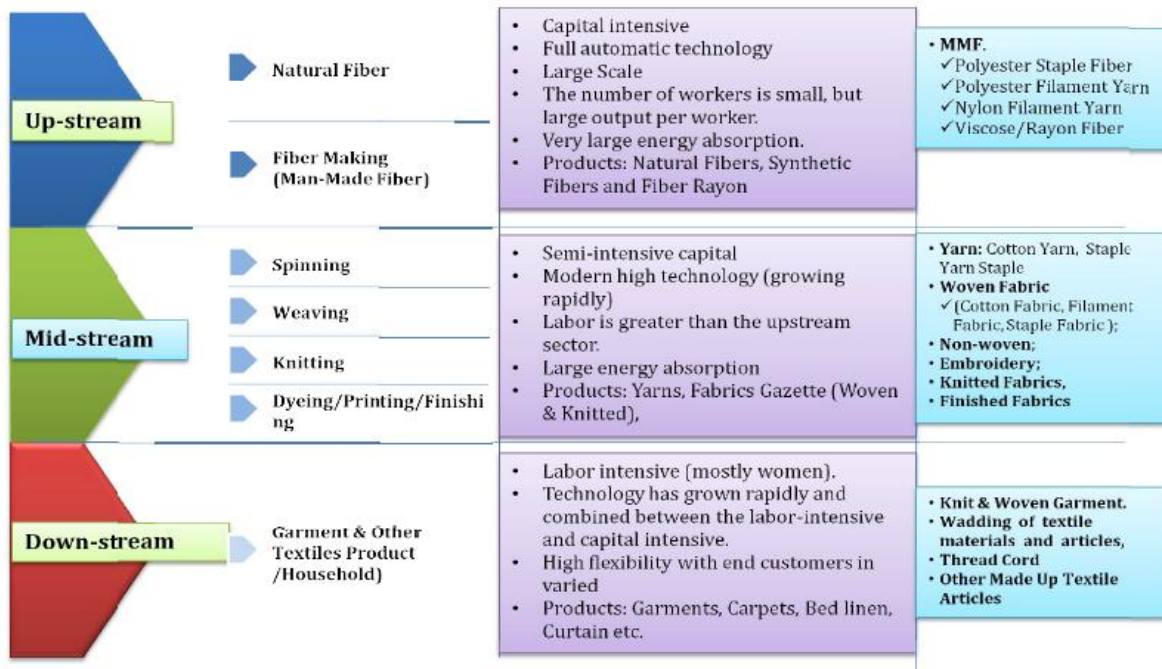 Up-stream
Natural Fiber
Fiber Making
(Man-Made Fiber)
• Capital intensive
• Full automatic technology
• Large Scale
• The number of workers is small, but
large output per worker.
• Very large energy absorption.
• Products: Natural Fibers, Synthetic
Fibers and Fiber Rayon
• MMF.
✓Polyester Staple Fiber
✓Polyester Filament Yarn
✓Nylon Filament Yarn
✓Viscose/Rayon Fiber
Mid-stream
Spinning
Weaving
Knitting
Dyeing/Printing/Finishi
ng
• Semi-intensive capital
• Modern high technology (growing
rapidly)
• Labor is greater than the upstream
sector.
• Large energy absorption
• Products: Yarns, Fabrics Gazette (Woven
& Knitted),
• Yarn: Cotton Yarn, Staple
Yarn Staple
• Woven Fabric
✓(Cotton Fabric, Filament
Fabric, Staple Fabric );
• Non-woven;
• Embroidery;
• Knitted Fabrics,
• Finished Fabrics
Down-stream
Garment & Other
Textiles Product
/Household)
• Labor intensive (mostly women).
• Technology has grown rapidly and
combined between the labor-intensive
and capital intensive.
• High flexibility with end customers in
varied
• Products: Garments, Carpets, Bed linen,
Curtain etc.
• Knit & Woven Garment.
• Wadding of textile
materials and articles,
• Thread Cord
• Other Made Up Textile
Articles